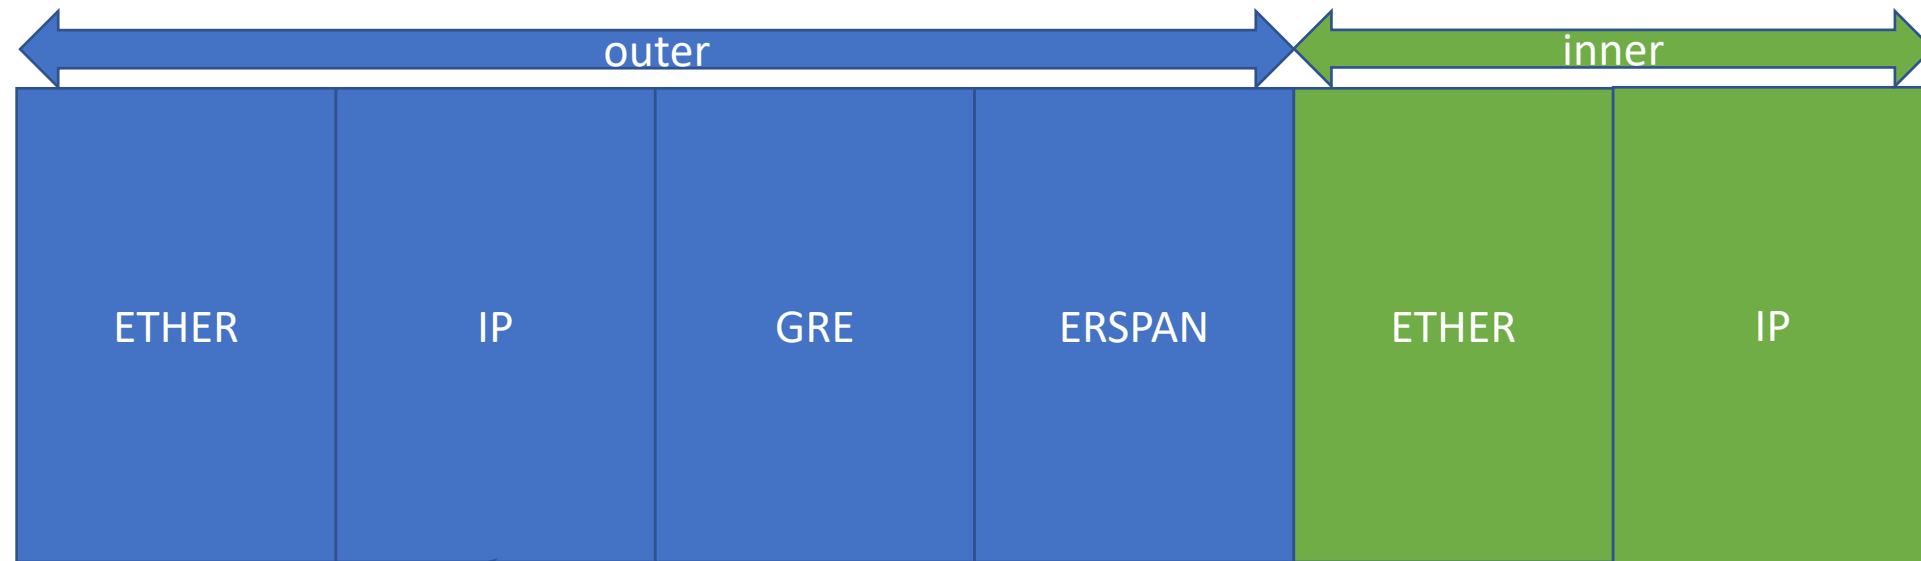 outer
inner
ETHER
IP
GRE
ERSPAN
ETHER
IP